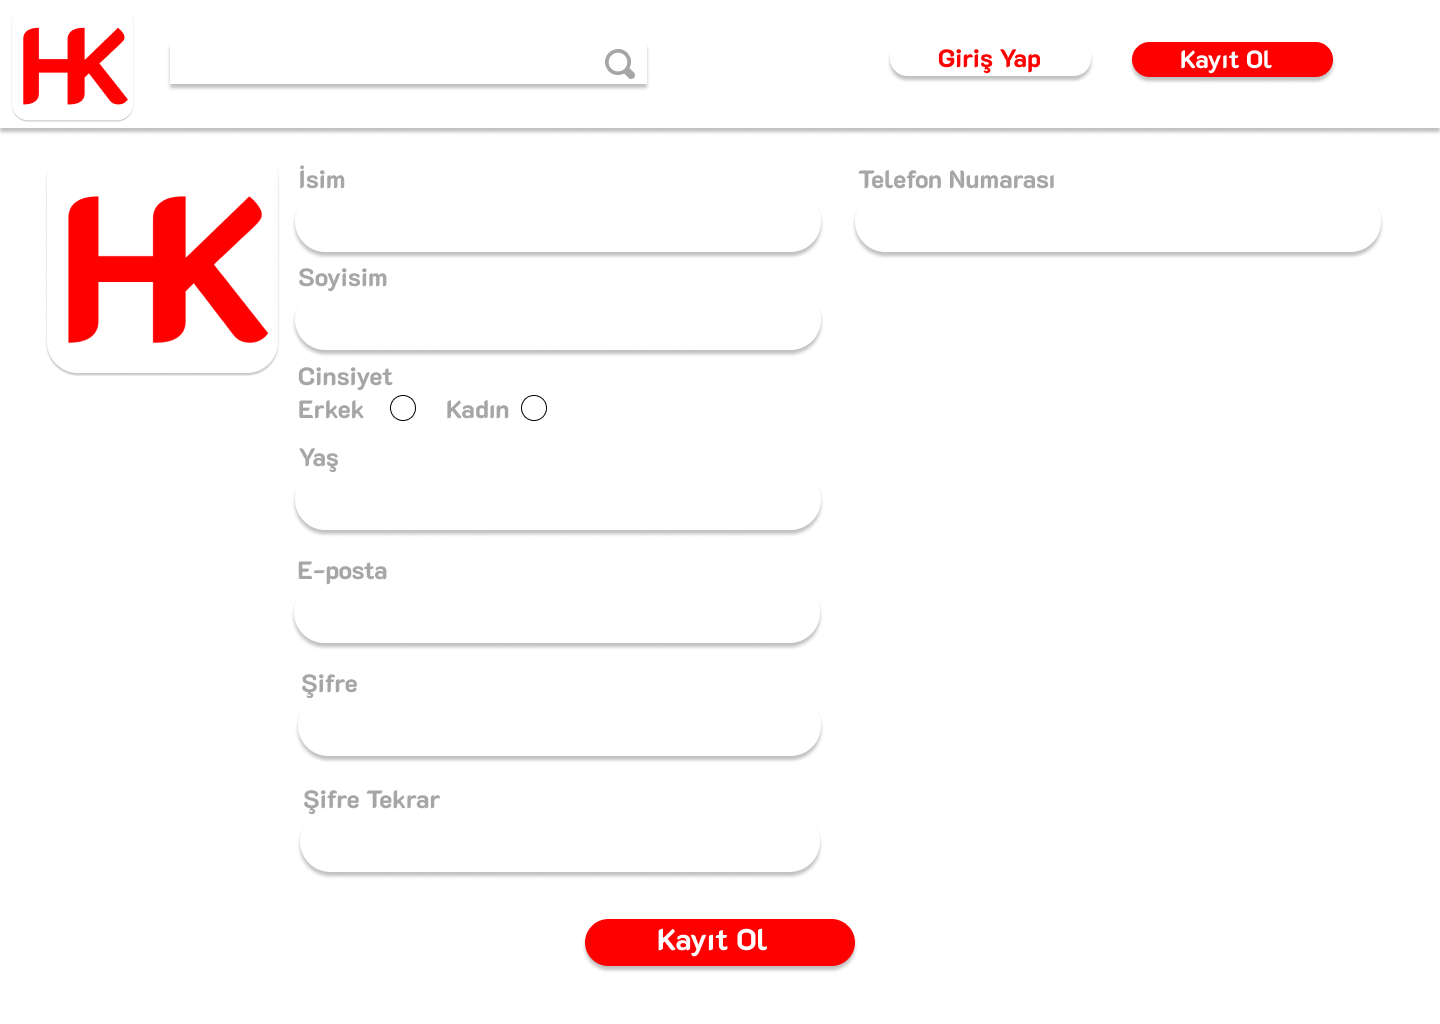 HK
Giriş Yap
Kayıt Ol
HK
İsim
Telefon Numarası
Soyisim
Cinsiyet
Erkek Kadın
Yaş
E-posta
Şifre
Şifre Tekrar
Kayıt Ol